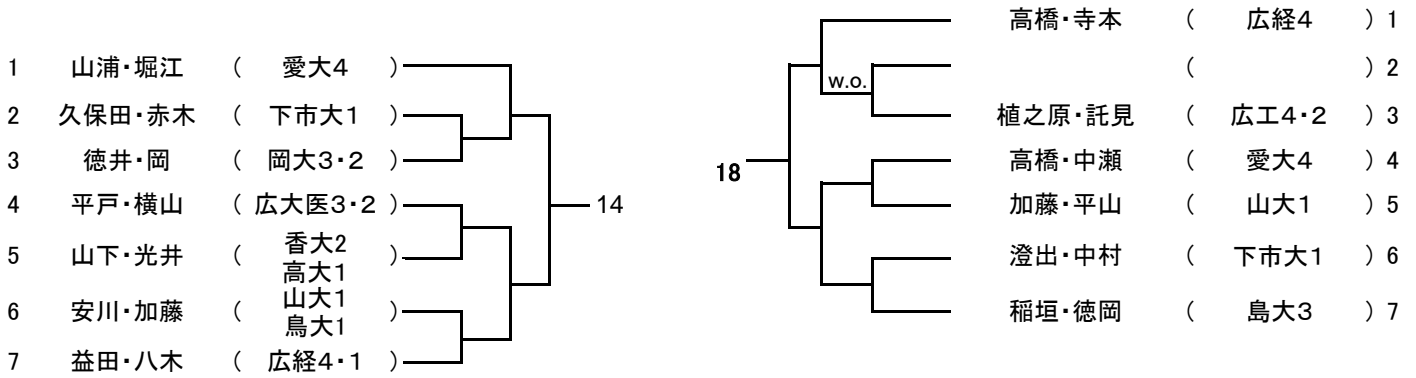 1 山浦・堀江 ( 愛大4 )
2 久保田・赤木 ( 下市大1 )
3 徳井・岡 ( 岡大3・2 )
4 平戸・横山 ( 広大医3・2 )
5 山下・光井 ( 香大2
高大1 )
6 安川・加藤 ( 山大1
鳥大1 )
7 益田・八木 ( 広経4・1 )
14
高橋・寺本 ( 広経4 ) 1
( ) 2
w.o.
植之原・託見 ( 広工4・2 ) 3
18
高橋・中瀬 ( 愛大4 ) 4
加藤・平山 ( 山大1 ) 5
澄出・中村 ( 下市大1 ) 6
稲垣・徳岡 ( 島大3 ) 7